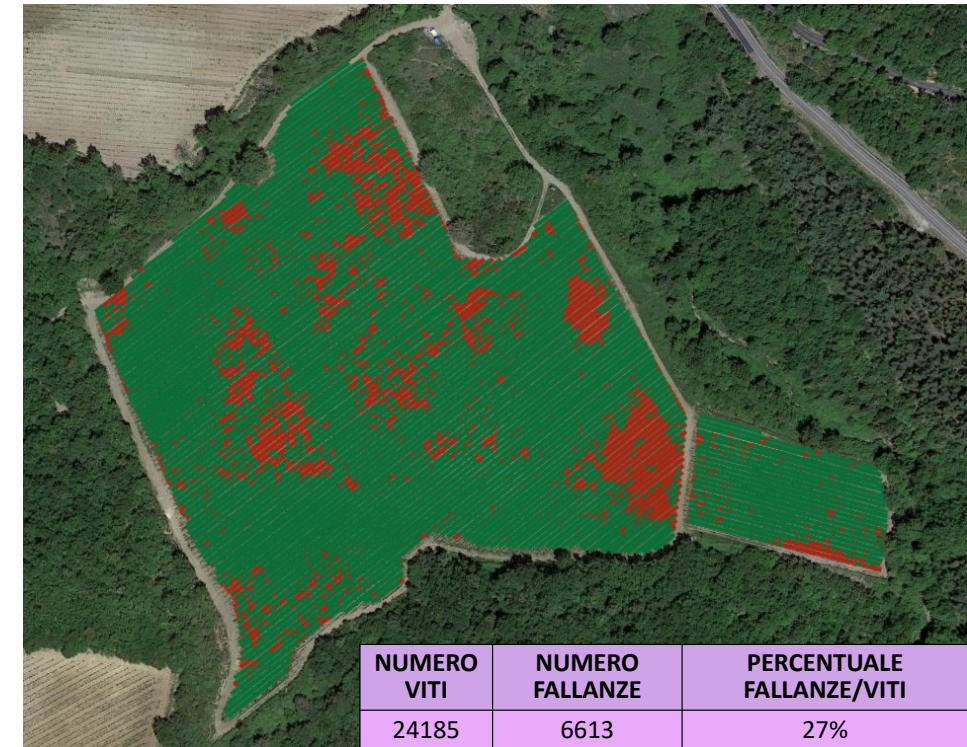 NUMERO VITI
NUMERO FALLANZE
PERCENTUALE FALLANZE/VITI
24185
6613
27%